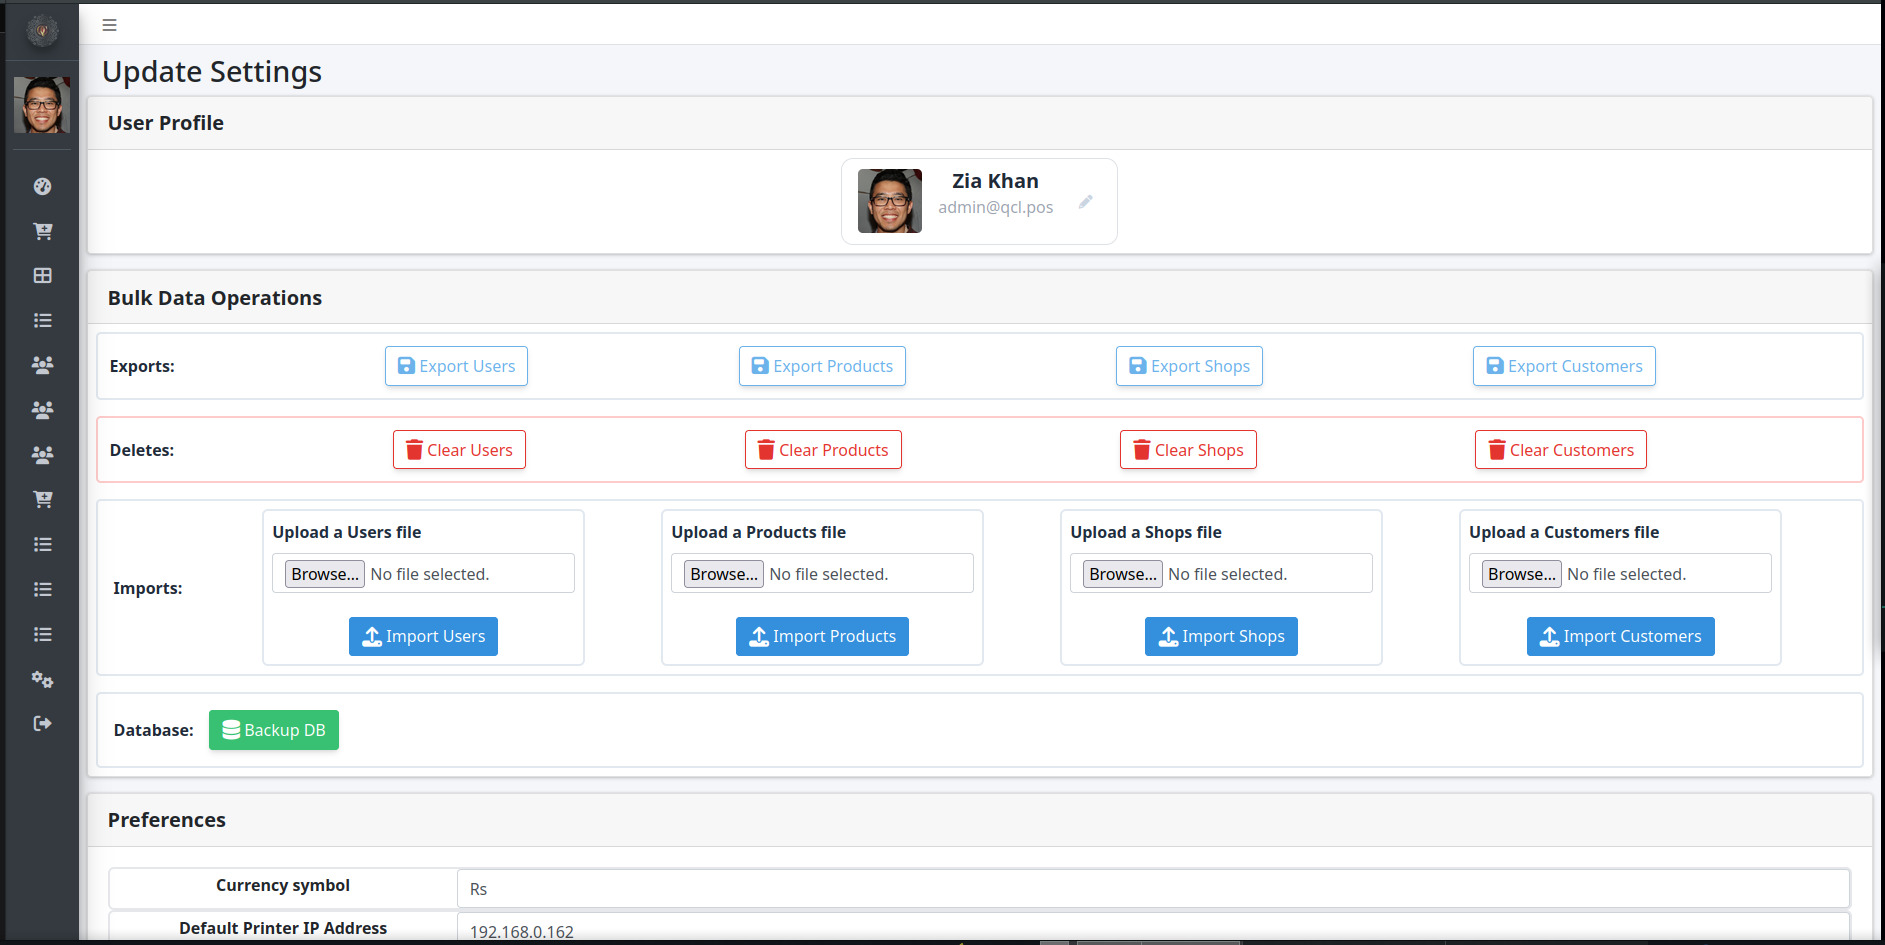 Update Settings
User Profile
Zia Khan
admin@qcl.pos
Bulk Data Operations
Exports: Export Users Export Products Export Shops Export Customers
Deletes: Clear Users Clear Products Clear Shops Clear Customers
Upload a Users file Upload a Products file Upload a Shops file Upload a Customers file
Browse... No file selected. Browse... No file selected. Browse... No file selected. Browse... No file selected.
Imports:
Import Users Import Products Import Shops Import Customers
Database: Backup DB
Preferences
Currency symbol Rs
Default Printer IP Address 192.168.0.162